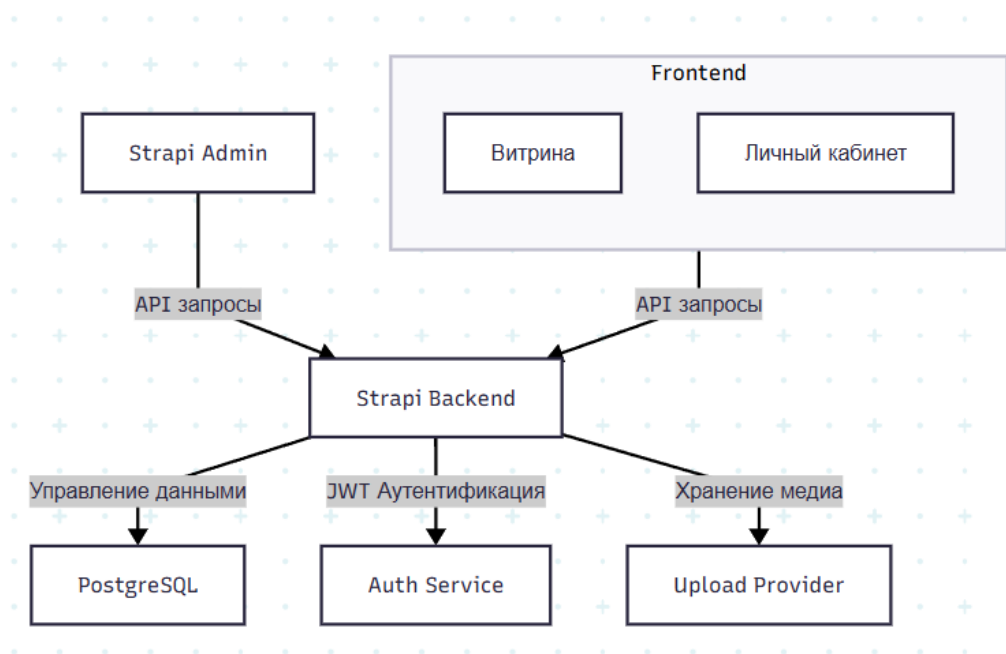 Frontend
Strapi Admin
Витрина
Личный кабинет
API запросы
API запросы
Strapi Backend
Управление данными
JWT Аутентификация
Хранение медиа
PostgreSQL
Auth Service
Upload Provider